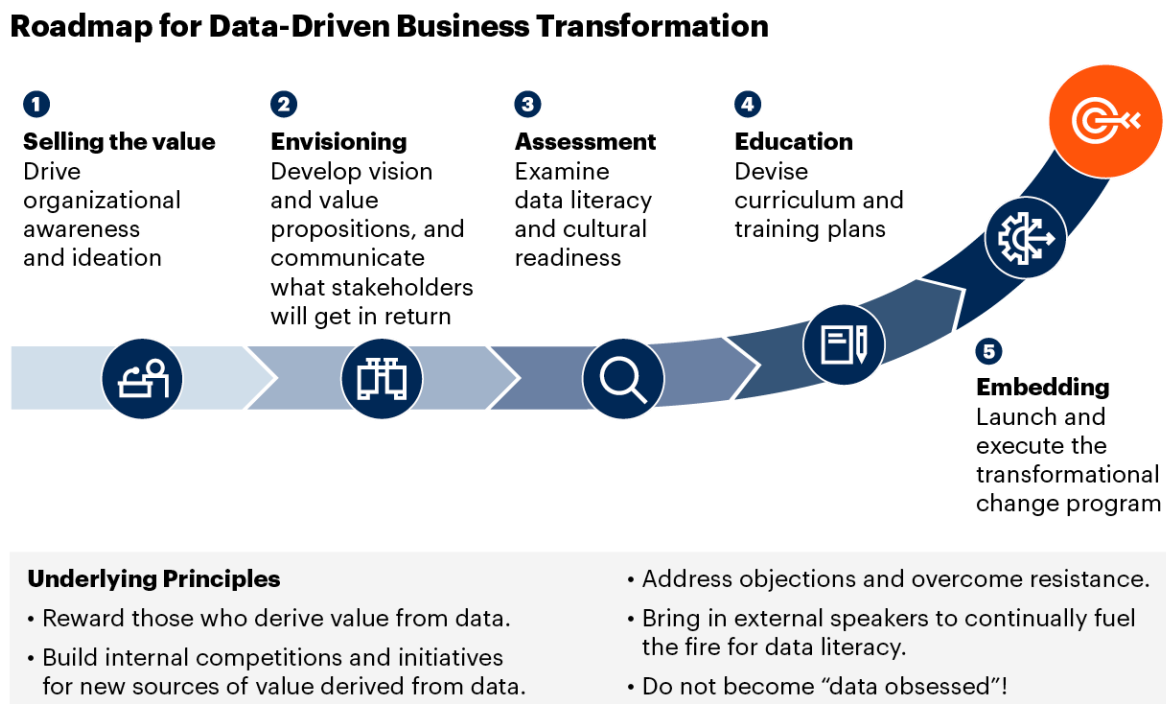 Roadmap for Data-Driven Business Transformation
1
Selling the value
Drive
organizational
awareness
and ideation
2
Envisioning
Develop vision
and value
propositions, and
communicate
what stakeholders
will get in return
3
Assessment
Examine
data literacy
and cultural
readiness
4
Education
Devise
curriculum and
training plans
5
Embedding
Launch and
execute the
transformational
change program
Underlying Principles
• Reward those who derive value from data.
• Build internal competitions and initiatives
for new sources of value derived from data.
• Address objections and overcome resistance.
• Bring in external speakers to continually fuel
the fire for data literacy.
• Do not become “data obsessed”!